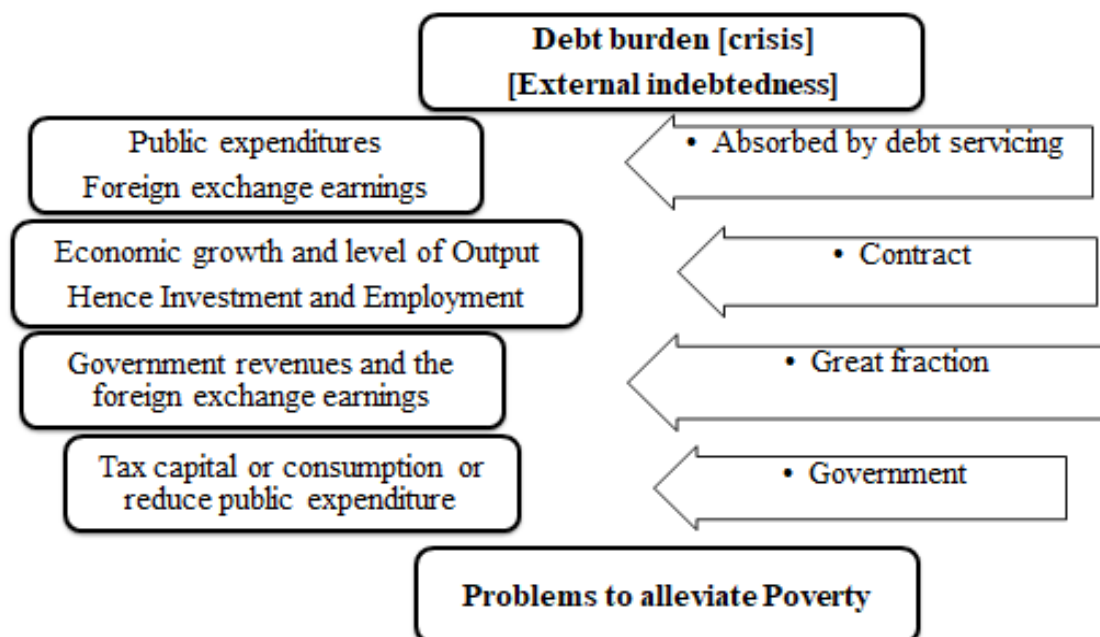 Debt burden [crisis]
[External indebtedness]
Public expenditures
Foreign exchange earnings
• Absorbed by debt servicing
Economic growth and level of Output
Hence Investment and Employment
• Contract
Government revenues and the
foreign exchange earnings
• Great fraction
Tax capital or consumption or
reduce public expenditure
• Government
Problems to alleviate Poverty